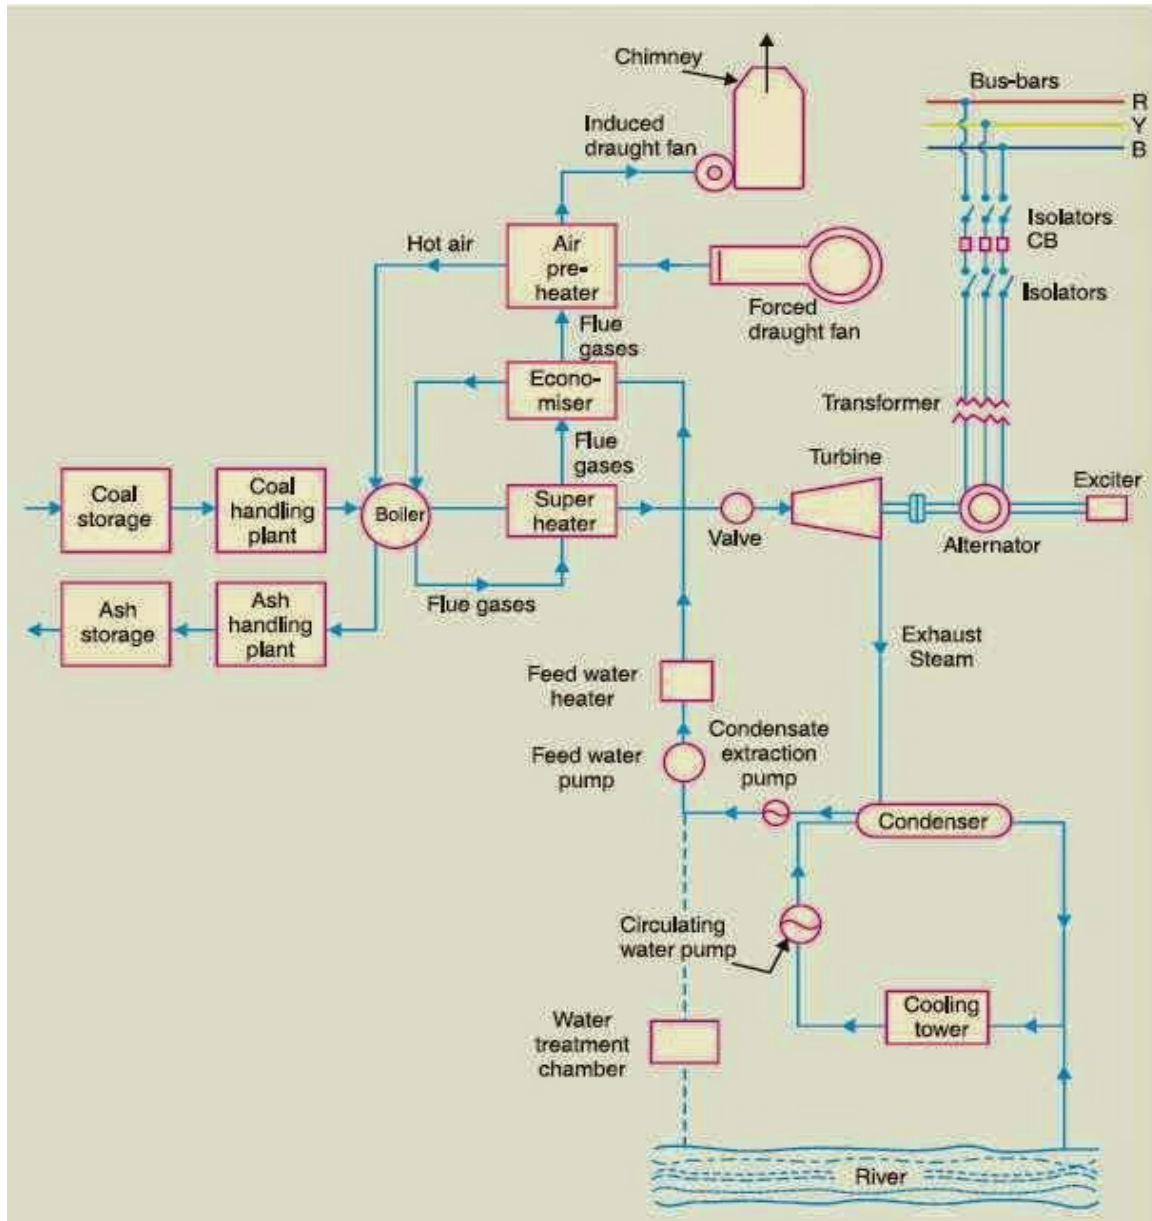 Chimney
Bus-bars
R
Y
B
Induced
draught fan
Isolators
CB
Isolators
Hot air
Air
pre-
heater
Forced
draught fan
Flue
gases
Econo-
miser
Transformer
Flue
gases
Turbine
Coal
storage
Coal
handling
plant
Boiler
Super
heater
Valve
Alternator
Exciter
Flue gases
Ash
storage
Ash
handling
plant
Exhaust
Steam
Feed water
heater
Condensate
extraction
pump
Feed water
pump
Condenser
Circulating
water pump
Cooling
tower
Water
treatment
chamber
River